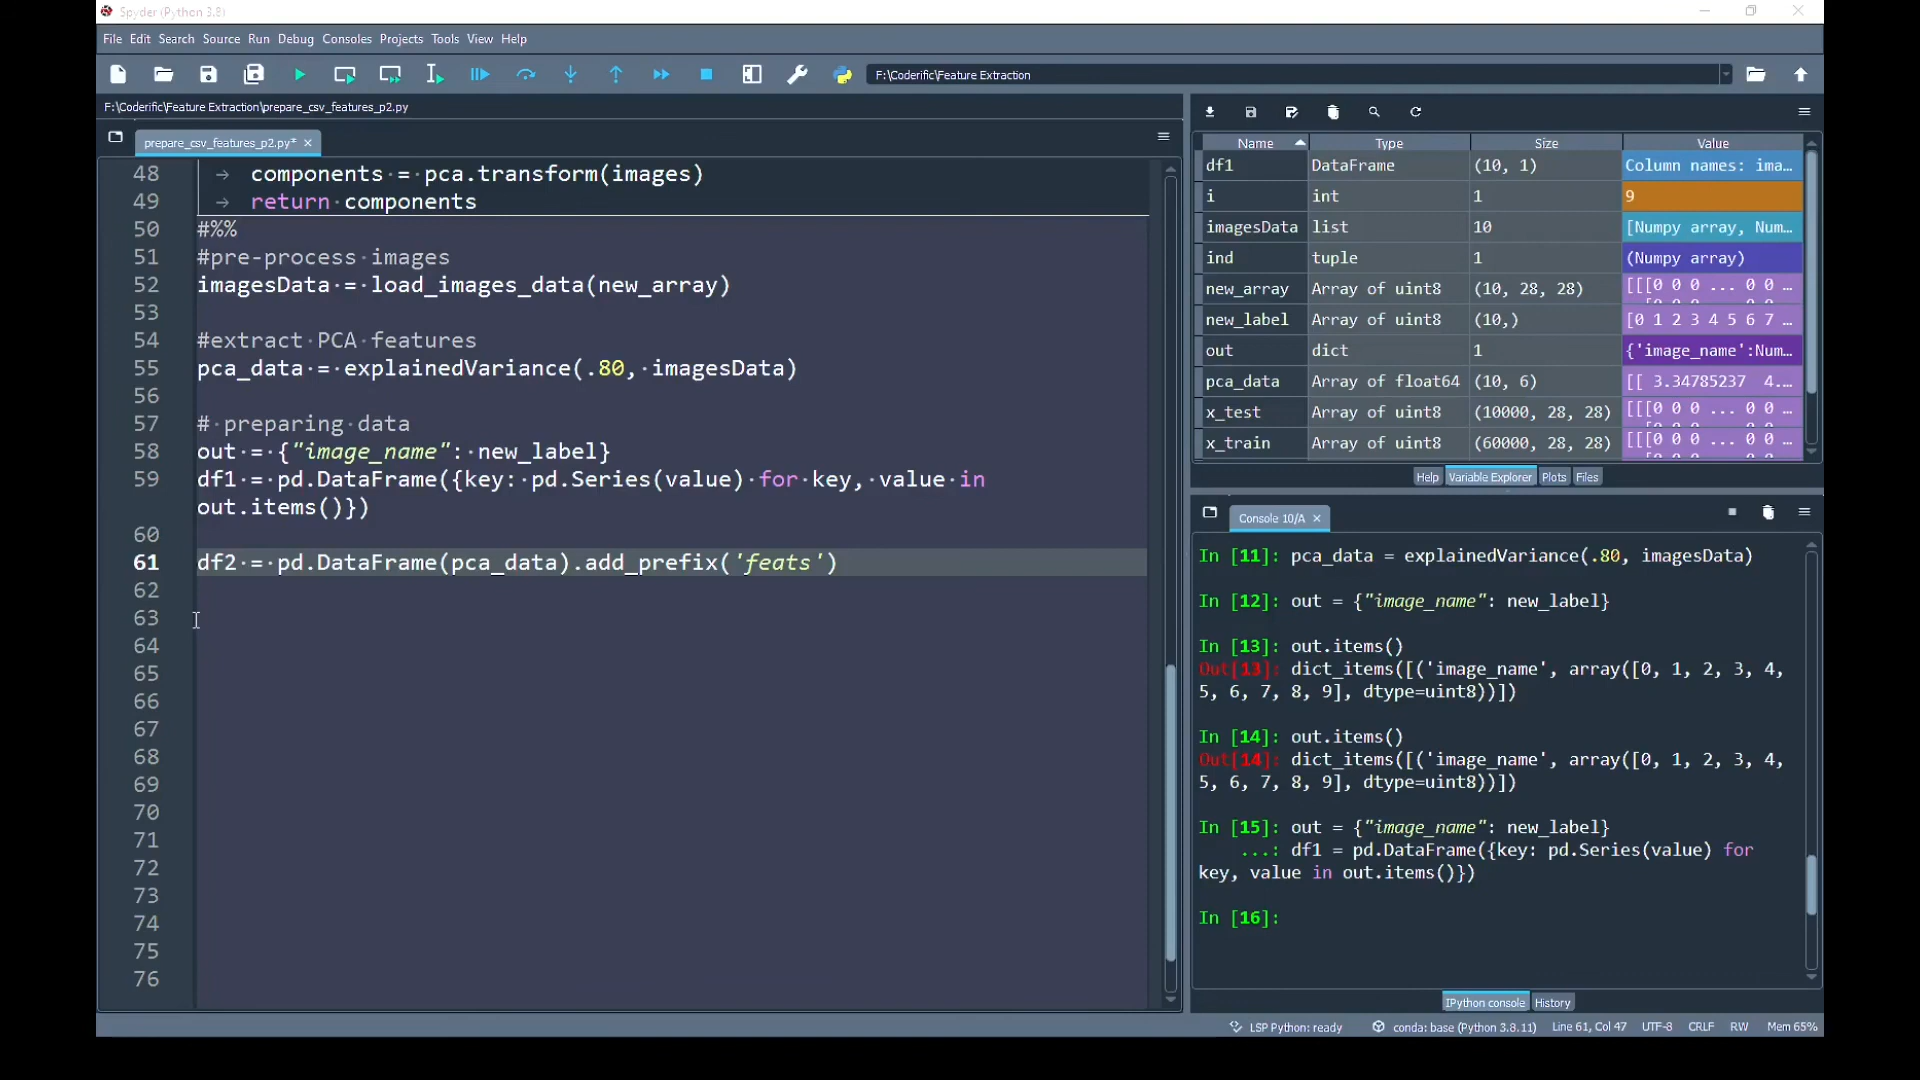 Spyder (Python 3.8)
File Edit Search Source Run Debug Consoles Projects Tools View Help
F:\Coderific\Feature Extraction
F:\Coderific\Feature Extraction\prepare_csv_features_p2.py
prepare_csv_features_p2.py*
48 components = pca.transform(images)
49 return components
50 #%%
51 #pre-process images
52 imagesData = load_images_data(new_array)
53
54 #extract PCA features
55 pca_data = explainedVariance(.80, imagesData)
56
57 # preparing data
58 out = {"image_name": new_label}
59 df1 = pd.DataFrame({key: pd.Series(value) for key, value in
out.items()})
60
61 df2 = pd.DataFrame(pca_data).add_prefix('feats')
62
63
64
65
66
67
68
69
70
71
72
73
74
75
76
Name Type Size Value
df1 DataFrame (10, 1) Column names: ima...
i int 1 9
imagesData list 10 [Numpy array, Num...
ind tuple 1 (Numpy array)
new_array Array of uint8 (10, 28, 28) [[[0 0 0 ... 0 0 ...
new_label Array of uint8 (10,) [0 1 2 3 4 5 6 7 ...
out dict 1 {'image_name':Num...
pca_data Array of float64 (10, 6) [[ 3.34785237 4....
x_test Array of uint8 (10000, 28, 28) [[[0 0 0 ... 0 0 ...
x_train Array of uint8 (60000, 28, 28) [[[0 0 0 ... 0 0 ...
Help Variable Explorer Plots Files
Console 10/A
In [11]: pca_data = explainedVariance(.80, imagesData)
In [12]: out = {"image_name": new_label}
In [13]: out.items()
Out[13]: dict_items([('image_name', array([0, 1, 2, 3, 4,
5, 6, 7, 8, 9], dtype=uint8))])
In [14]: out.items()
Out[14]: dict_items([('image_name', array([0, 1, 2, 3, 4,
5, 6, 7, 8, 9], dtype=uint8))])
In [15]: out = {"image_name": new_label}
...: df1 = pd.DataFrame({key: pd.Series(value) for
key, value in out.items()})
In [16]:
IPython console History
LSP Python: ready conda: base (Python 3.8.11) Line 61, Col 47 UTF-8 CRLF RW Mem 65%